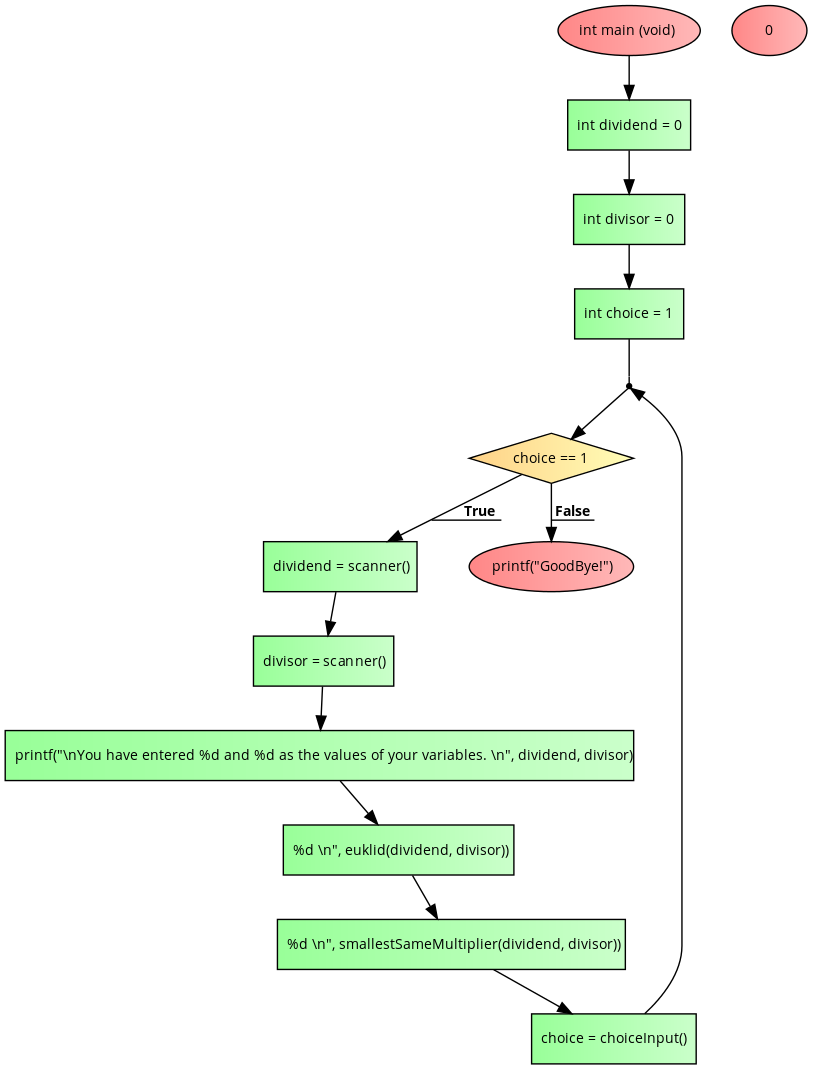 int main (void)
0
int dividend = 0
int divisor = 0
int choice = 1
choice == 1
True
False
dividend = scanner()
printf("GoodBye!")
divisor = scanner()
printf("\nYou have entered %d and %d as the values of your variables. \n", dividend, divisor)
%d \n", euklid(dividend, divisor))
%d \n", smallestSameMultiplier(dividend, divisor))
choice = choiceInput()